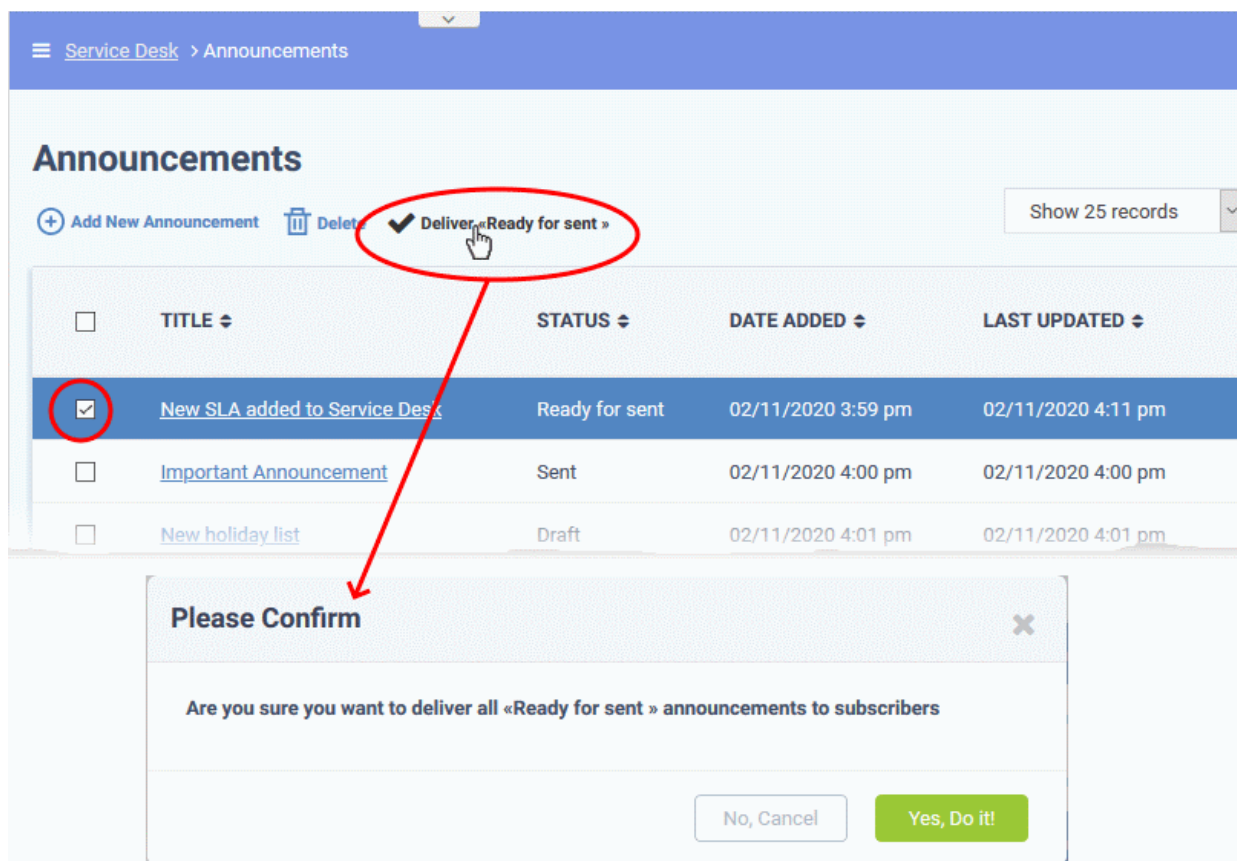 Service Desk > Announcements
Announcements
Add New Announcement Delete Deliver «Ready for sent » Show 25 records
TITLE STATUS DATE ADDED LAST UPDATED
New SLA added to Service Desk Ready for sent 02/11/2020 3:59 pm 02/11/2020 4:11 pm
Important Announcement Sent 02/11/2020 4:00 pm 02/11/2020 4:00 pm
New holiday list Draft 02/11/2020 4:01 pm 02/11/2020 4:01 pm
Please Confirm
Are you sure you want to deliver all «Ready for sent » announcements to subscribers
No, Cancel Yes, Do it!